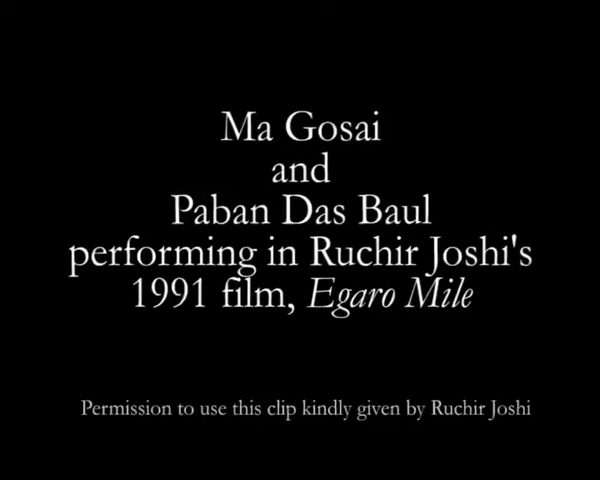 Ma Gosai
and
Paban Das Baul
performing in Ruchir Joshi's
1991 film, Egaro Mile
Permission to use this clip kindly given by Ruchir Joshi